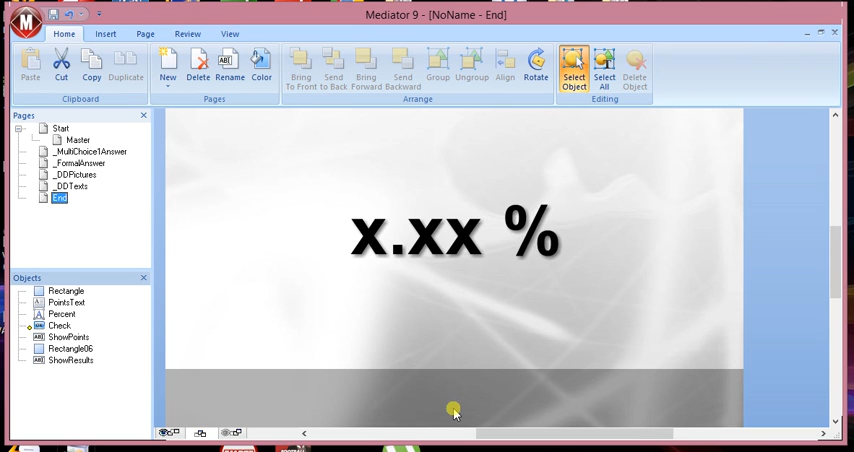 Mediator 9 - [NoName - End]
Home Insert Page Review View
Paste Cut Copy Duplicate New Delete Rename Color Bring To Front Send to Back Bring Forward Send Backward Group Ungroup Align Rotate Select Object Select All Delete Object
Clipboard Pages Arrange Editing
Pages
Start
Master
_MultiChoice1Answer
_FormalAnswer
_DDPictures
_DDTexts
End
x.xx %
Objects
Rectangle
PointsText
Percent
Check
ShowPoints
Rectangle06
ShowResults